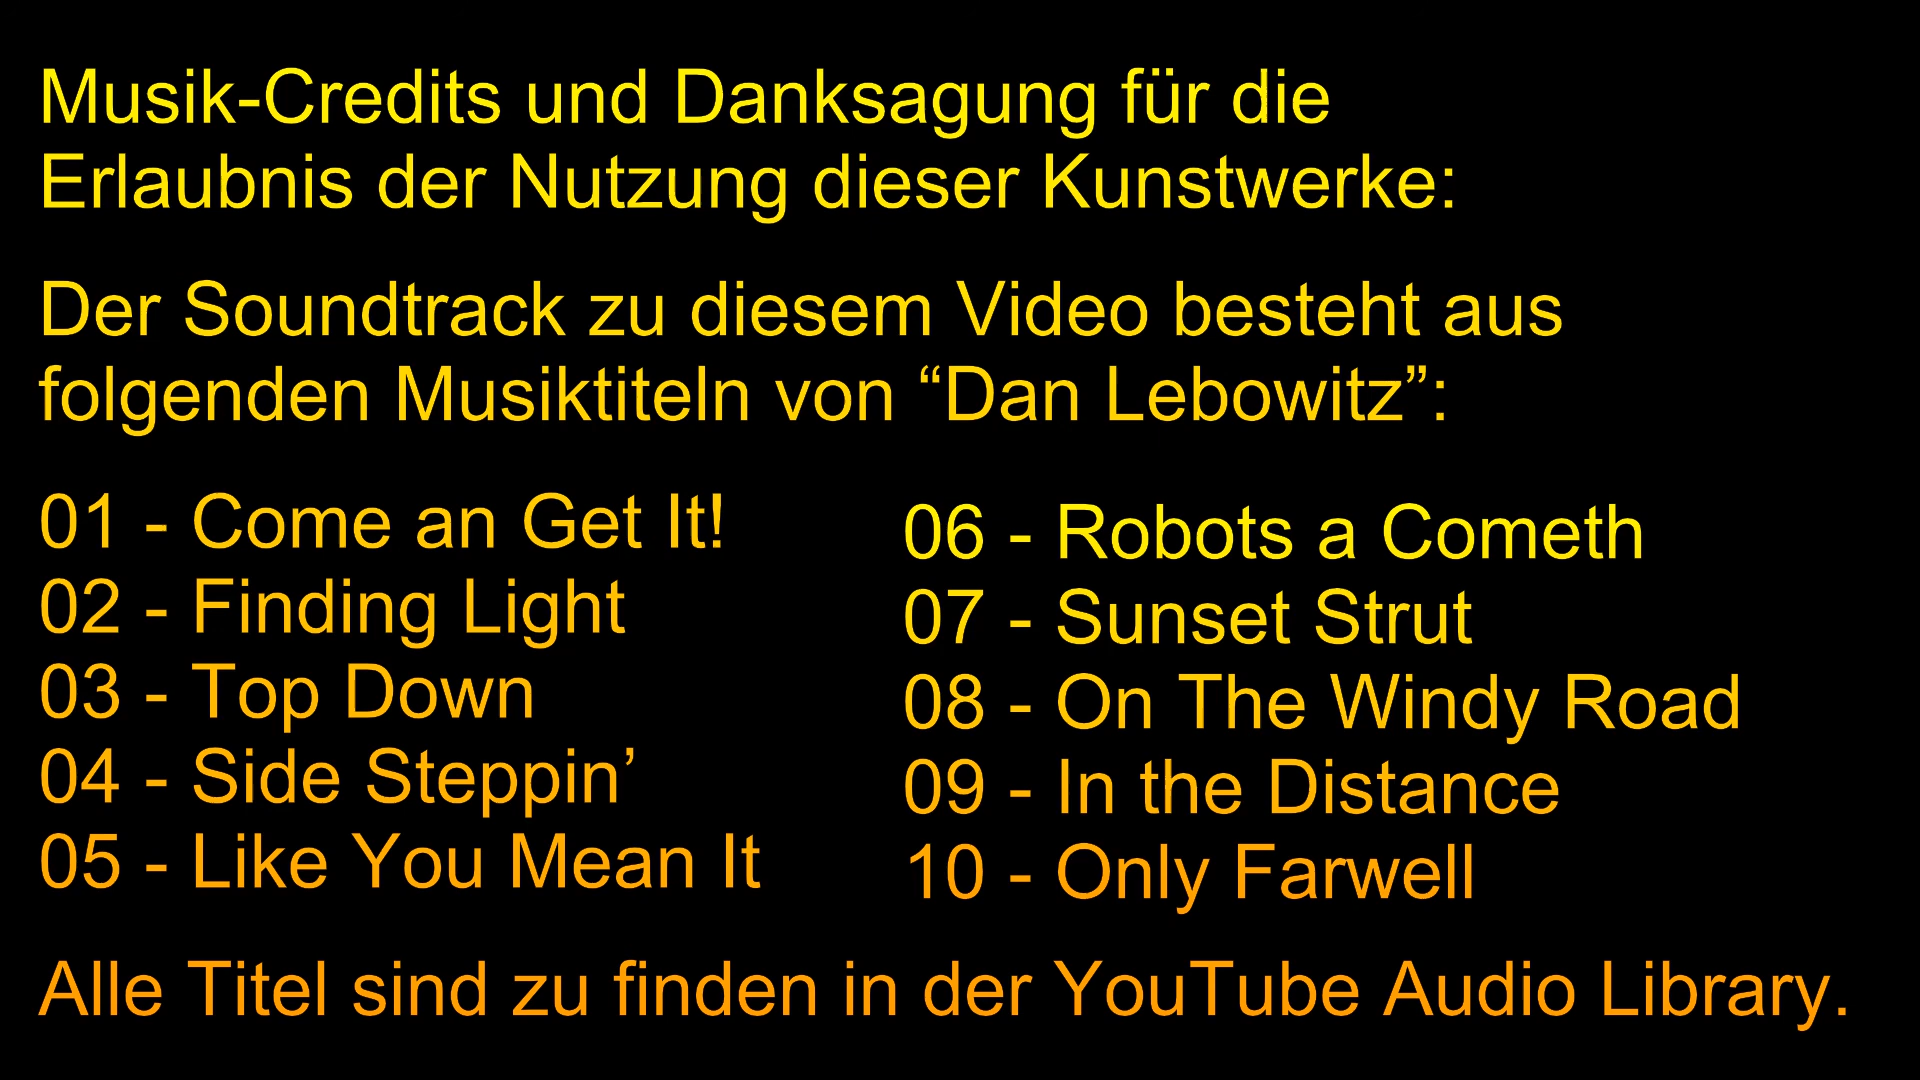 Musik-Credits und Danksagung für die
Erlaubnis der Nutzung dieser Kunstwerke:
Der Soundtrack zu diesem Video besteht aus
folgenden Musiktiteln von “Dan Lebowitz”:
01 - Come an Get It!
02 - Finding Light
03 - Top Down
04 - Side Steppin’
05 - Like You Mean It
06 - Robots a Cometh
07 - Sunset Strut
08 - On The Windy Road
09 - In the Distance
10 - Only Farwell
Alle Titel sind zu finden in der YouTube Audio Library.